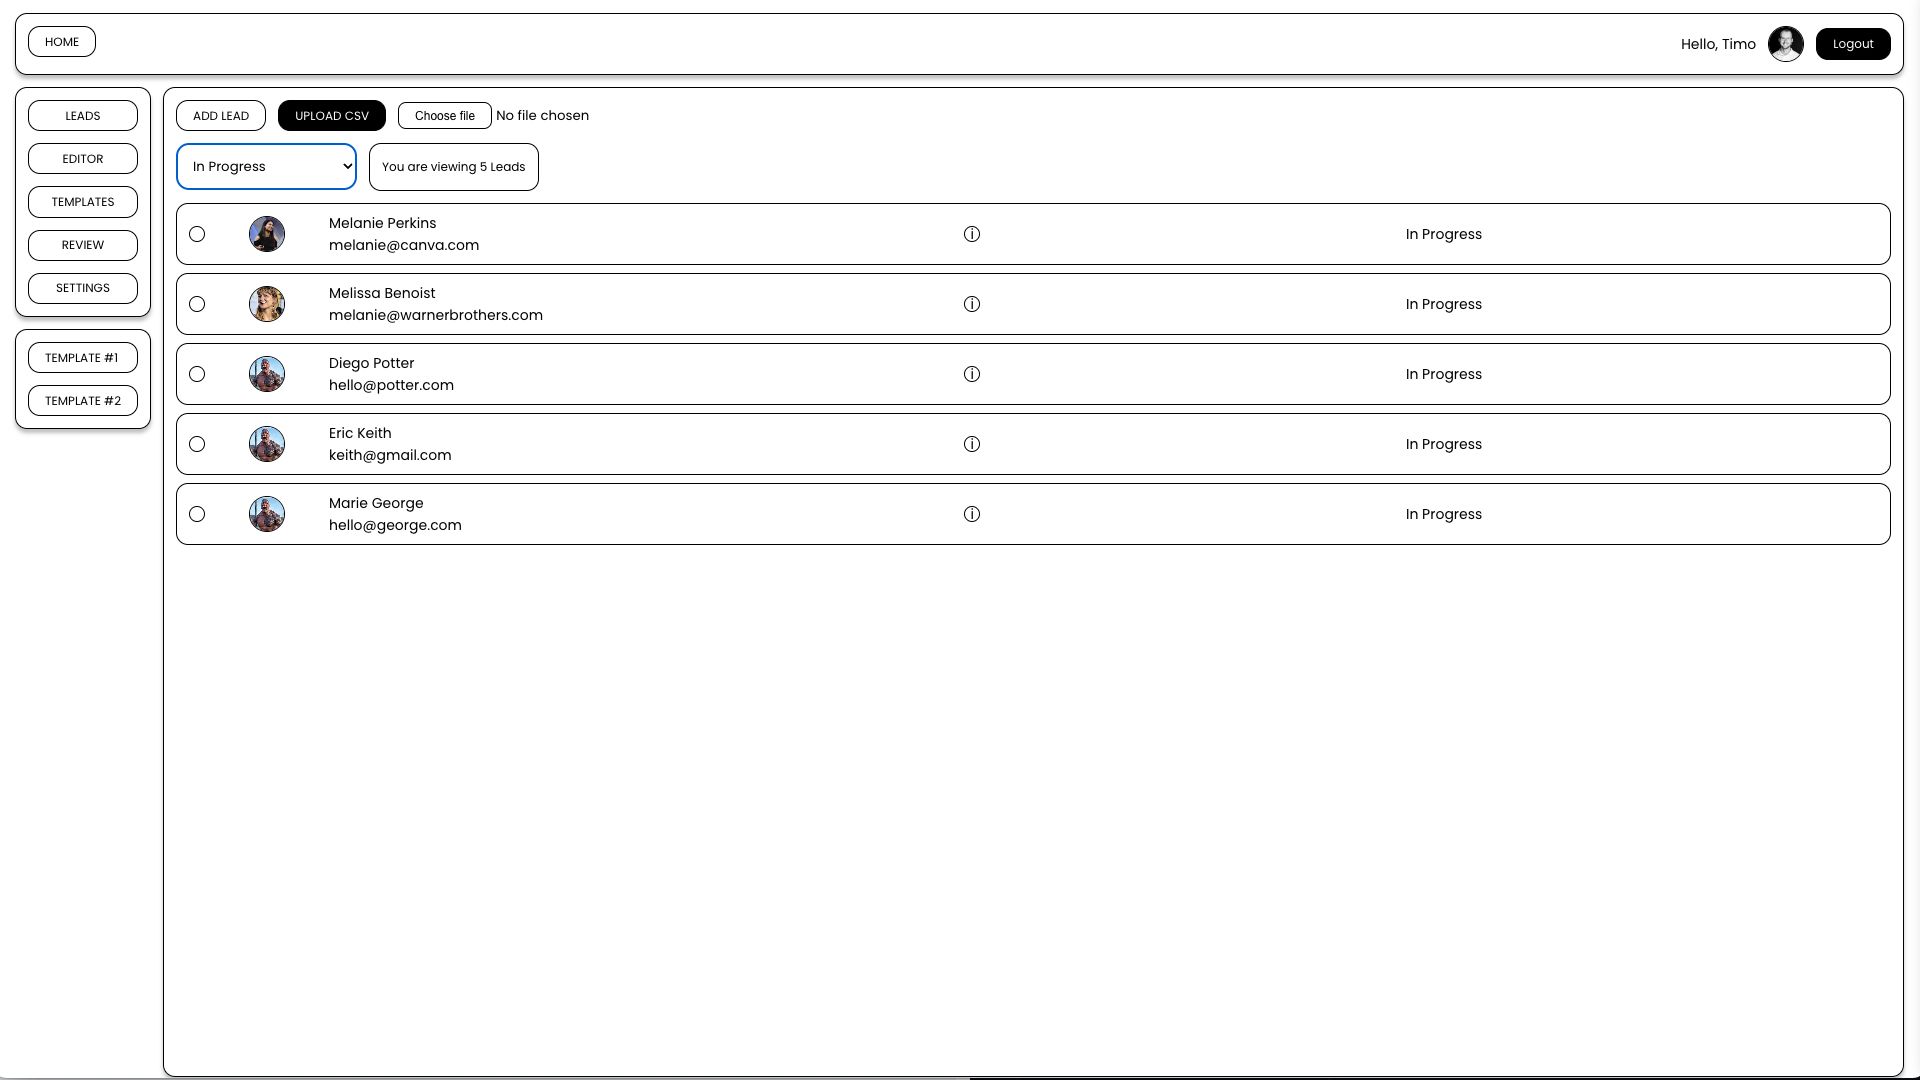 HOME
Hello, Timo
Logout
LEADS
EDITOR
TEMPLATES
REVIEW
SETTINGS
TEMPLATE #1
TEMPLATE #2
ADD LEAD
UPLOAD CSV
Choose file No file chosen
In Progress
You are viewing 5 Leads
Melanie Perkins
melanie@canva.com
In Progress
Melissa Benoist
melanie@warnerbrothers.com
In Progress
Diego Potter
hello@potter.com
In Progress
Eric Keith
keith@gmail.com
In Progress
Marie George
hello@george.com
In Progress